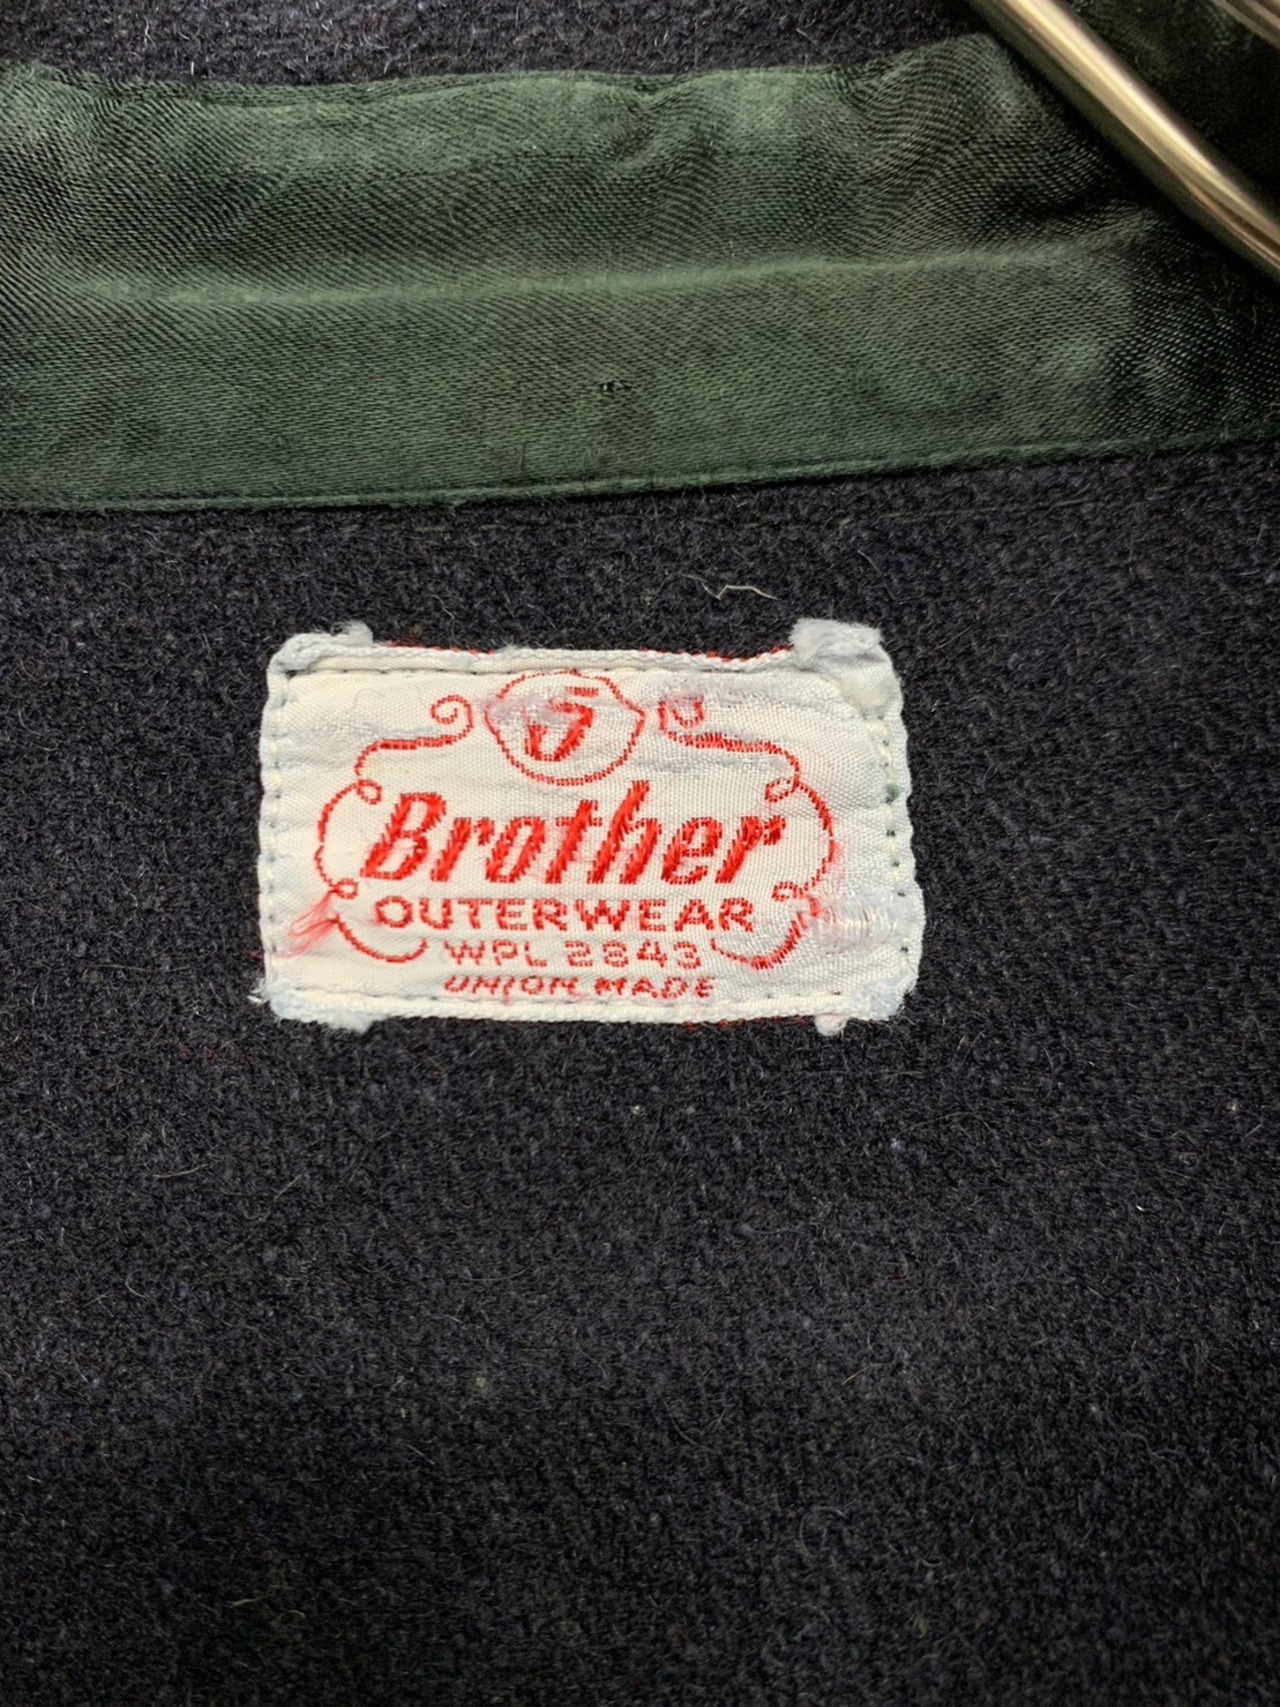 5
Brother
OUTERWEAR
WPL 2843
UNION MADE